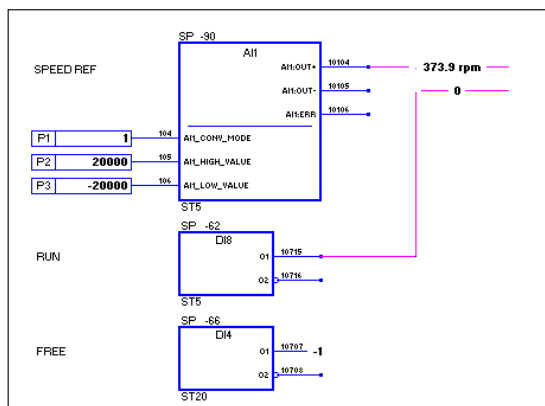 SP -90
AI1
SPEED REF
AI1:OUT+ 10104 373.9 rpm
AI1:OUT- 10105 0
AI1:ERR 10106
P1 1 104 AI1_CONV_MODE
P2 20000 105 AI1_HIGH_VALUE
P3 -20000 106 AI1_LOW_VALUE
ST5
SP -62
DI8
RUN
O1 10715
O2 10716
ST5
SP -66
DI4
FREE
O1 10707 -1
O2 10708
ST20